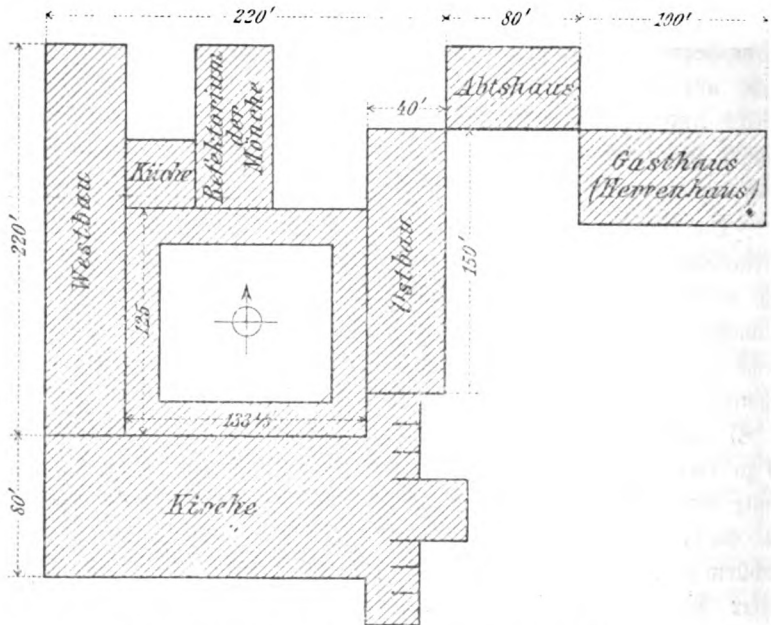 220'
80'
100'
Abtshaus
40'
Refektorium
der
Mönche
Küche
Gasthaus
(Herrenhaus)
Westbau
220'
Ostbau
150'
125
133⅓
Kirche
80'